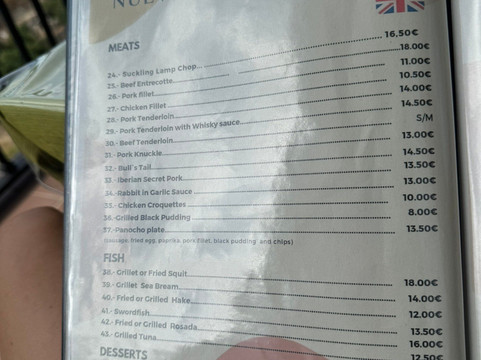 MEATS
24.- Suckling Lamp Chop 16,50€
25.- Beef Entrecotte 18.00€
26.- Pork fillet 11.00€
27.- Chicken Fillet 10.50€
28.- Pork Tenderloin 14.00€
29.- Pork Tenderloin with Whisky sauce 14.50€
30.- Beef Tenderloin S/M
31.- Pork Knuckle 13.00€
32.- Bull´s Tail 14.50€
33.- Iberian Secret Pork 13.50€
34.-Rabbit in Garlic Sauce 13.00€
35.- Chicken Croquettes 10.00€
36.-Grilled Black Pudding 8.00€
37.-Panocho plate 13.50€
(sausage, fried egg, paprika, pork fillet, black pudding and chips)
FISH
38.- Grillet or Fried Squit 18.00€
39.- Grillet Sea Bream 14.00€
40.- Fried or Grilled Hake 12.00€
41.- Swordfish 13.50€
42.- Fried or Grilled Rosada 16.00€
43.- Grilled Tuna 12.50€
DESSERTS